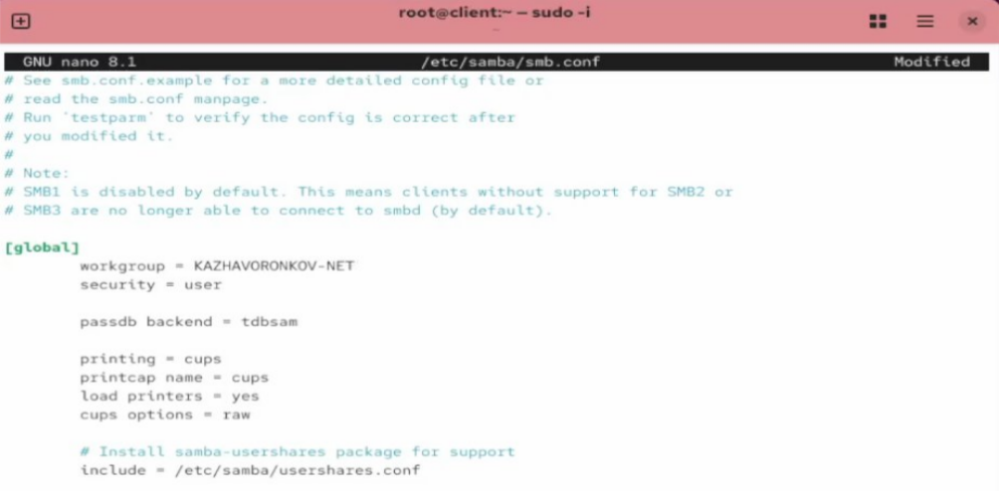 root@client:~ — sudo -i
GNU nano 8.1 /etc/samba/smb.conf Modified
# See smb.conf.example for a more detailed config file or
# read the smb.conf manpage.
# Run 'testparm' to verify the config is correct after
# you modified it.
#
# Note:
# SMB1 is disabled by default. This means clients without support for SMB2 or
# SMB3 are no longer able to connect to smbd (by default).
[global]
workgroup = KAZHAVORONKOV-NET
security = user
passdb backend = tdbsam
printing = cups
printcap name = cups
load printers = yes
cups options = raw
# Install samba-usershares package for support
include = /etc/samba/usershares.conf